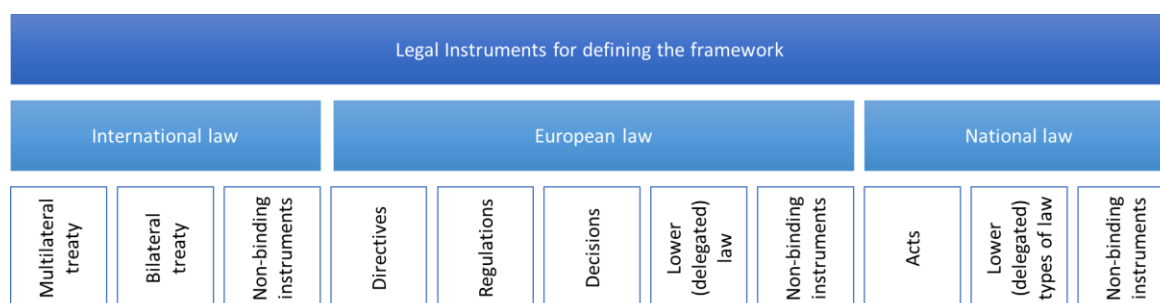 Legal Instruments for defining the framework
International law
European law
National law
Multilateral
treaty
Bilateral
treaty
Non-binding
instruments
Directives
Regulations
Decisions
Lower
(delegated)
law
Non-binding
instruments
Acts
Lower
(delegated)
types of law
Non-binding
instruments